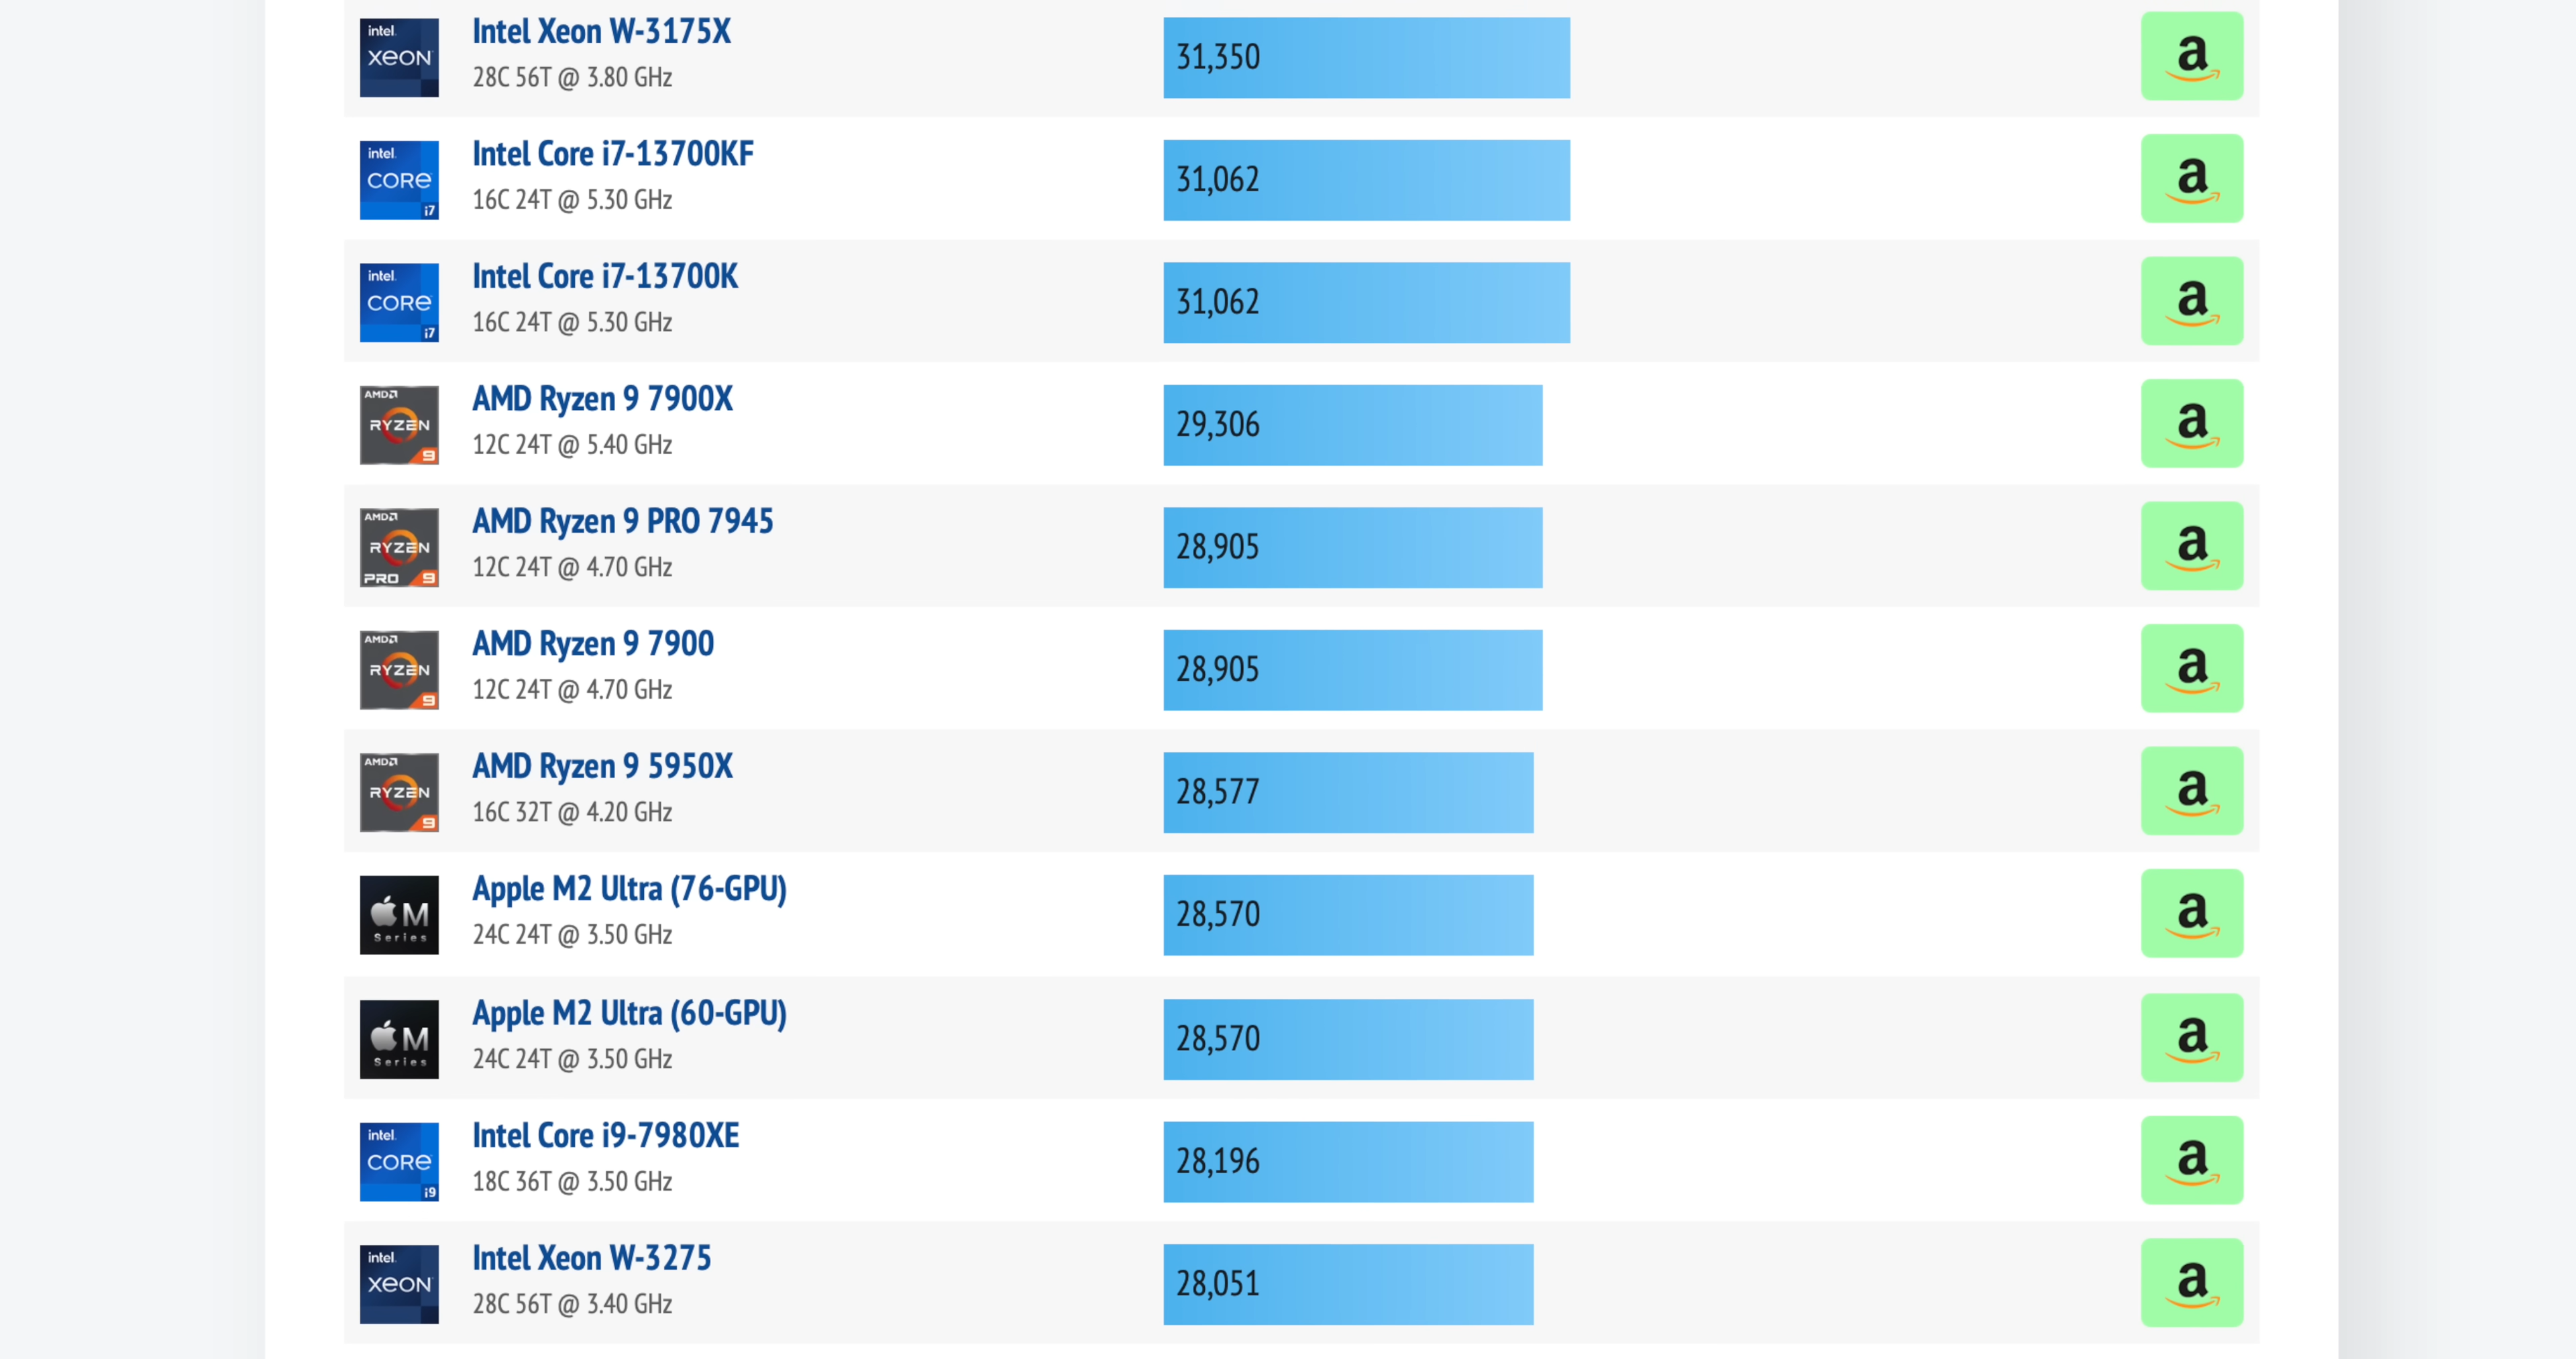 intel.
xeon
Intel Xeon W-3175X
28C 56T @ 3.80 GHz
31,350
a
intel.
CORe
i7
Intel Core i7-13700KF
16C 24T @ 5.30 GHz
31,062
a
intel.
CORe
i7
Intel Core i7-13700K
16C 24T @ 5.30 GHz
31,062
a
AMD
RYZEN
9
AMD Ryzen 9 7900X
12C 24T @ 5.40 GHz
29,306
a
AMD
RYZEN
PRO 9
AMD Ryzen 9 PRO 7945
12C 24T @ 4.70 GHz
28,905
a
AMD
RYZEN
9
AMD Ryzen 9 7900
12C 24T @ 4.70 GHz
28,905
a
AMD
RYZEN
9
AMD Ryzen 9 5950X
16C 32T @ 4.20 GHz
28,577
a
M
Series
Apple M2 Ultra (76-GPU)
24C 24T @ 3.50 GHz
28,570
a
M
Series
Apple M2 Ultra (60-GPU)
24C 24T @ 3.50 GHz
28,570
a
intel.
CORe
i9
Intel Core i9-7980XE
18C 36T @ 3.50 GHz
28,196
a
intel.
xeon
Intel Xeon W-3275
28C 56T @ 3.40 GHz
28,051
a